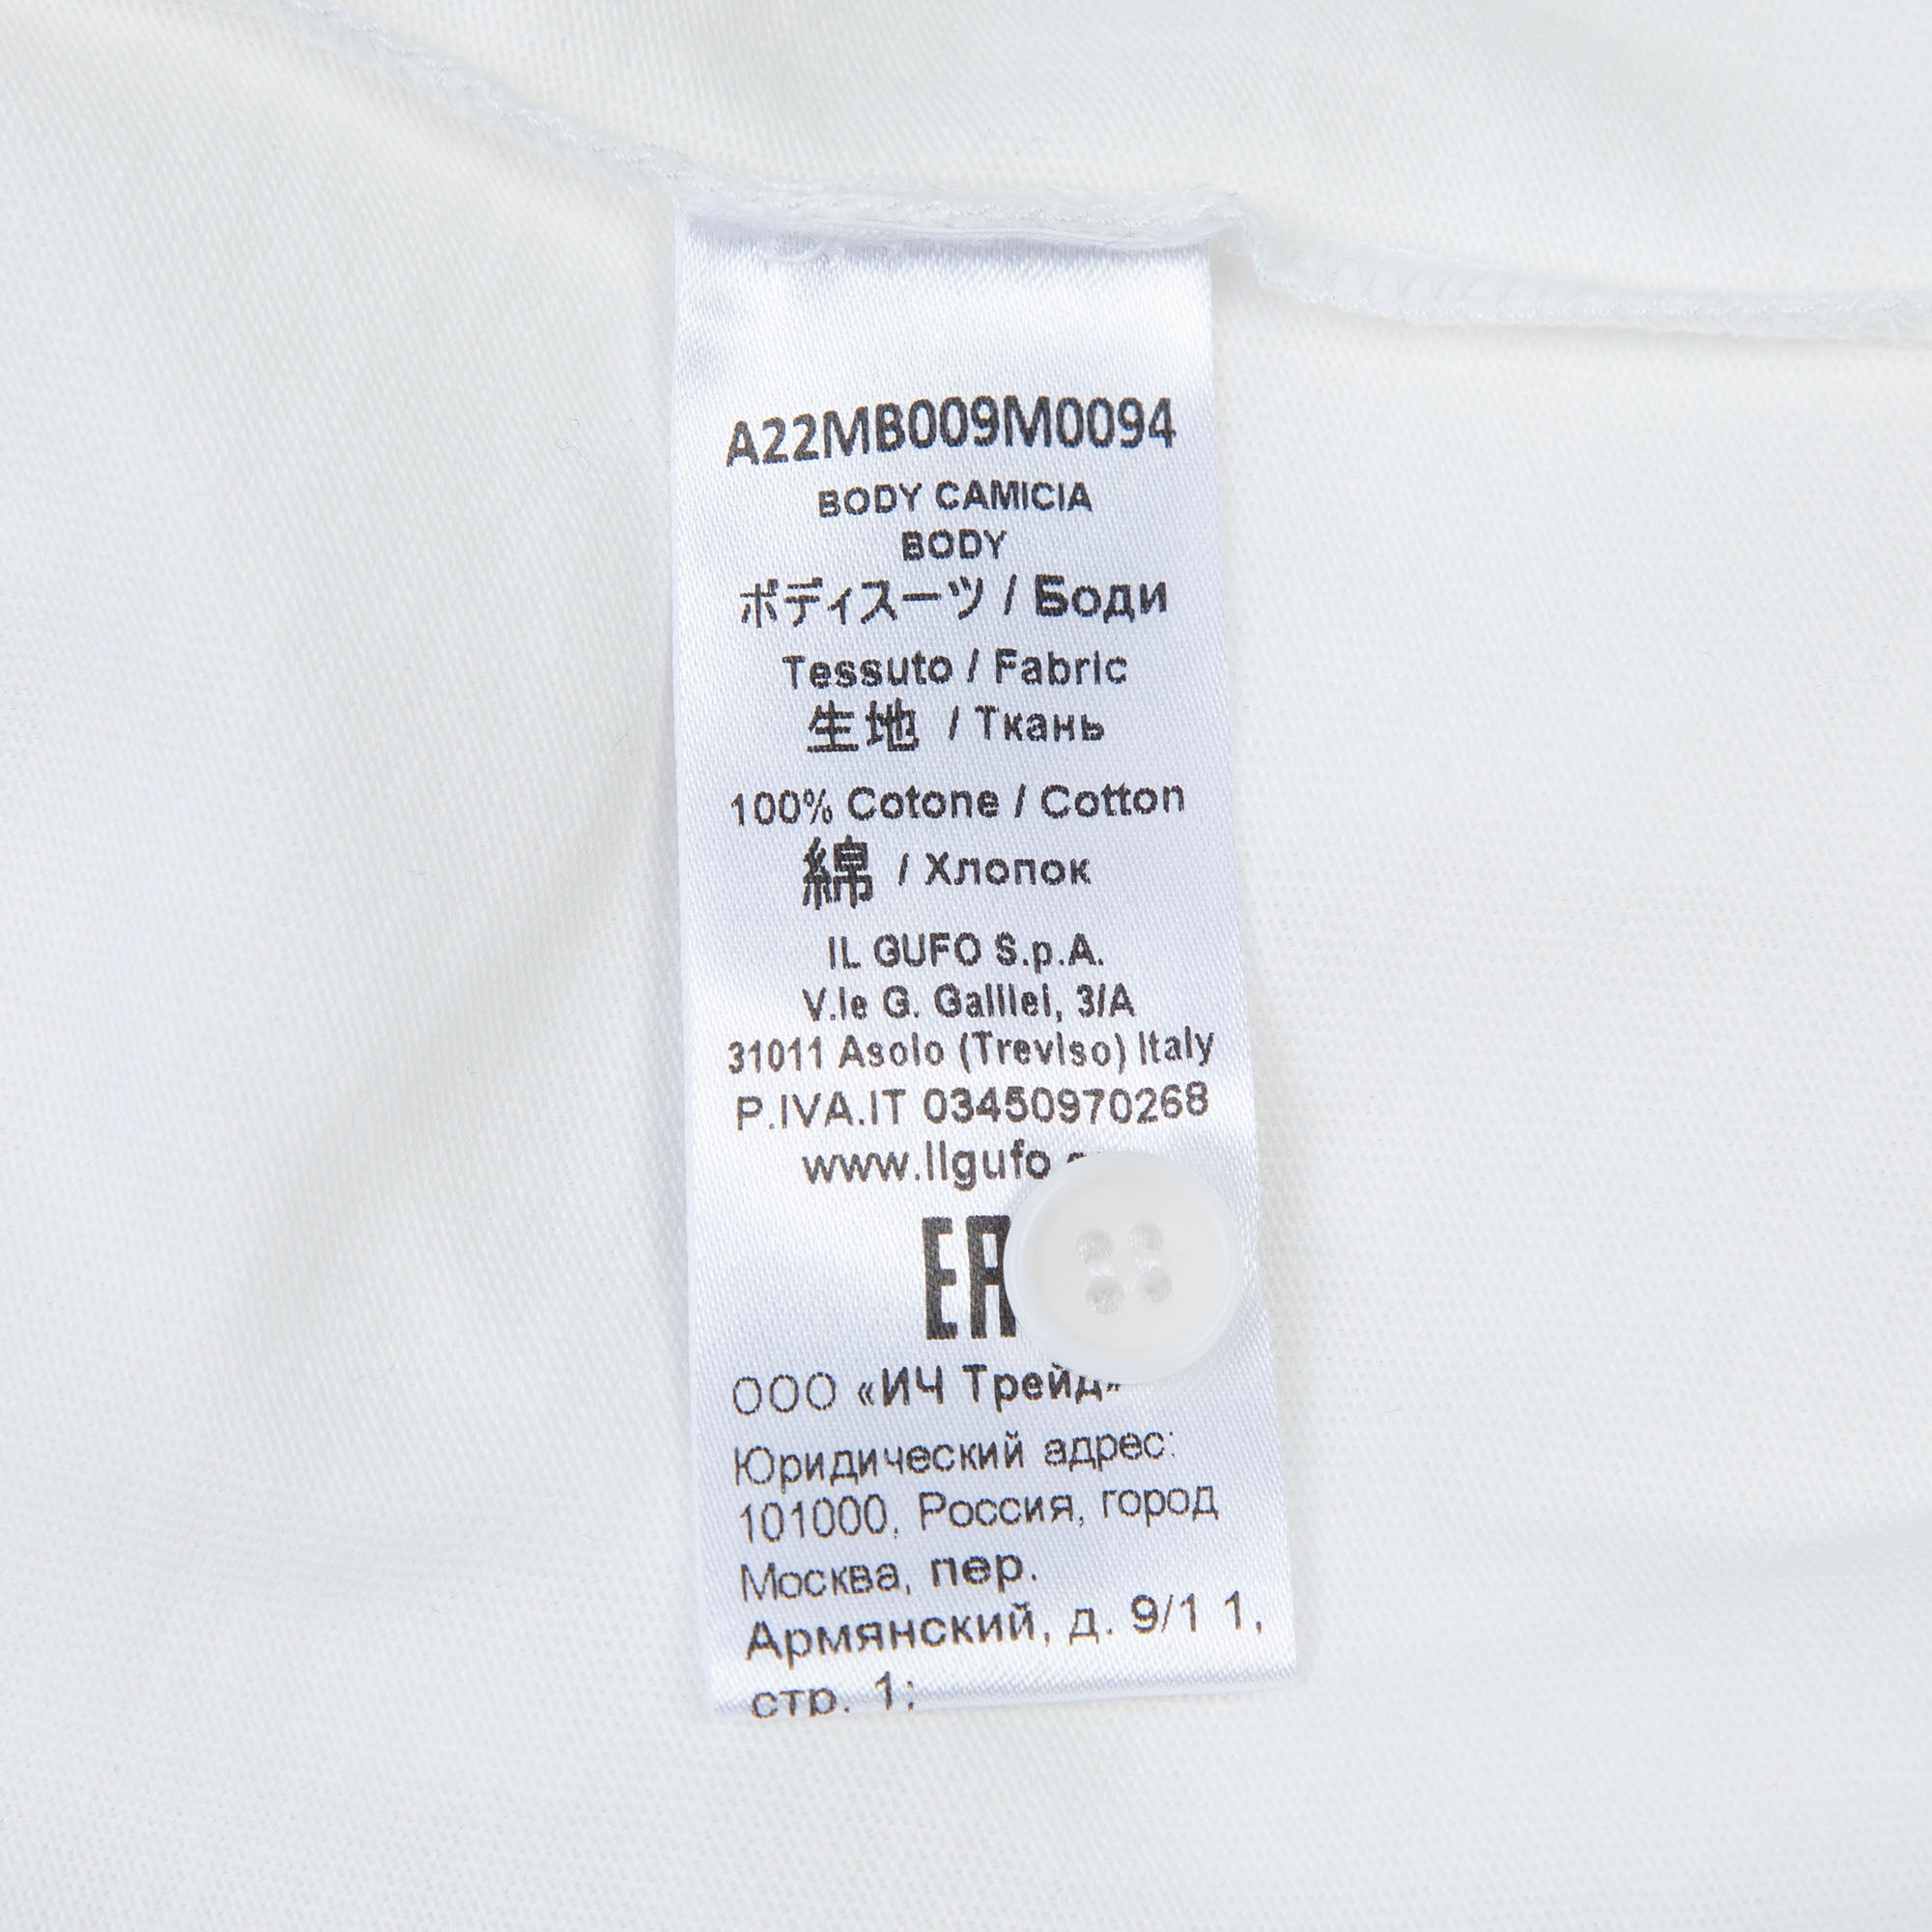 A22MB009M0094
BODY CAMICIA
BODY
ボディスーツ / Боди
Tessuto / Fabric
生地 / Ткань
100% Cotone / Cotton
綿 / Хлопок
IL GUFO S.p.A.
V.le G. Galilei, 3/A
31011 Asolo (Treviso) Italy
P.IVA.IT 03450970268
www.ilgufo
ООО «ИЧ Трейд»
Юридический адрес:
101000, Россия, город
Москва, пер.
Армянский, д. 9/1 1,
стр. 1;